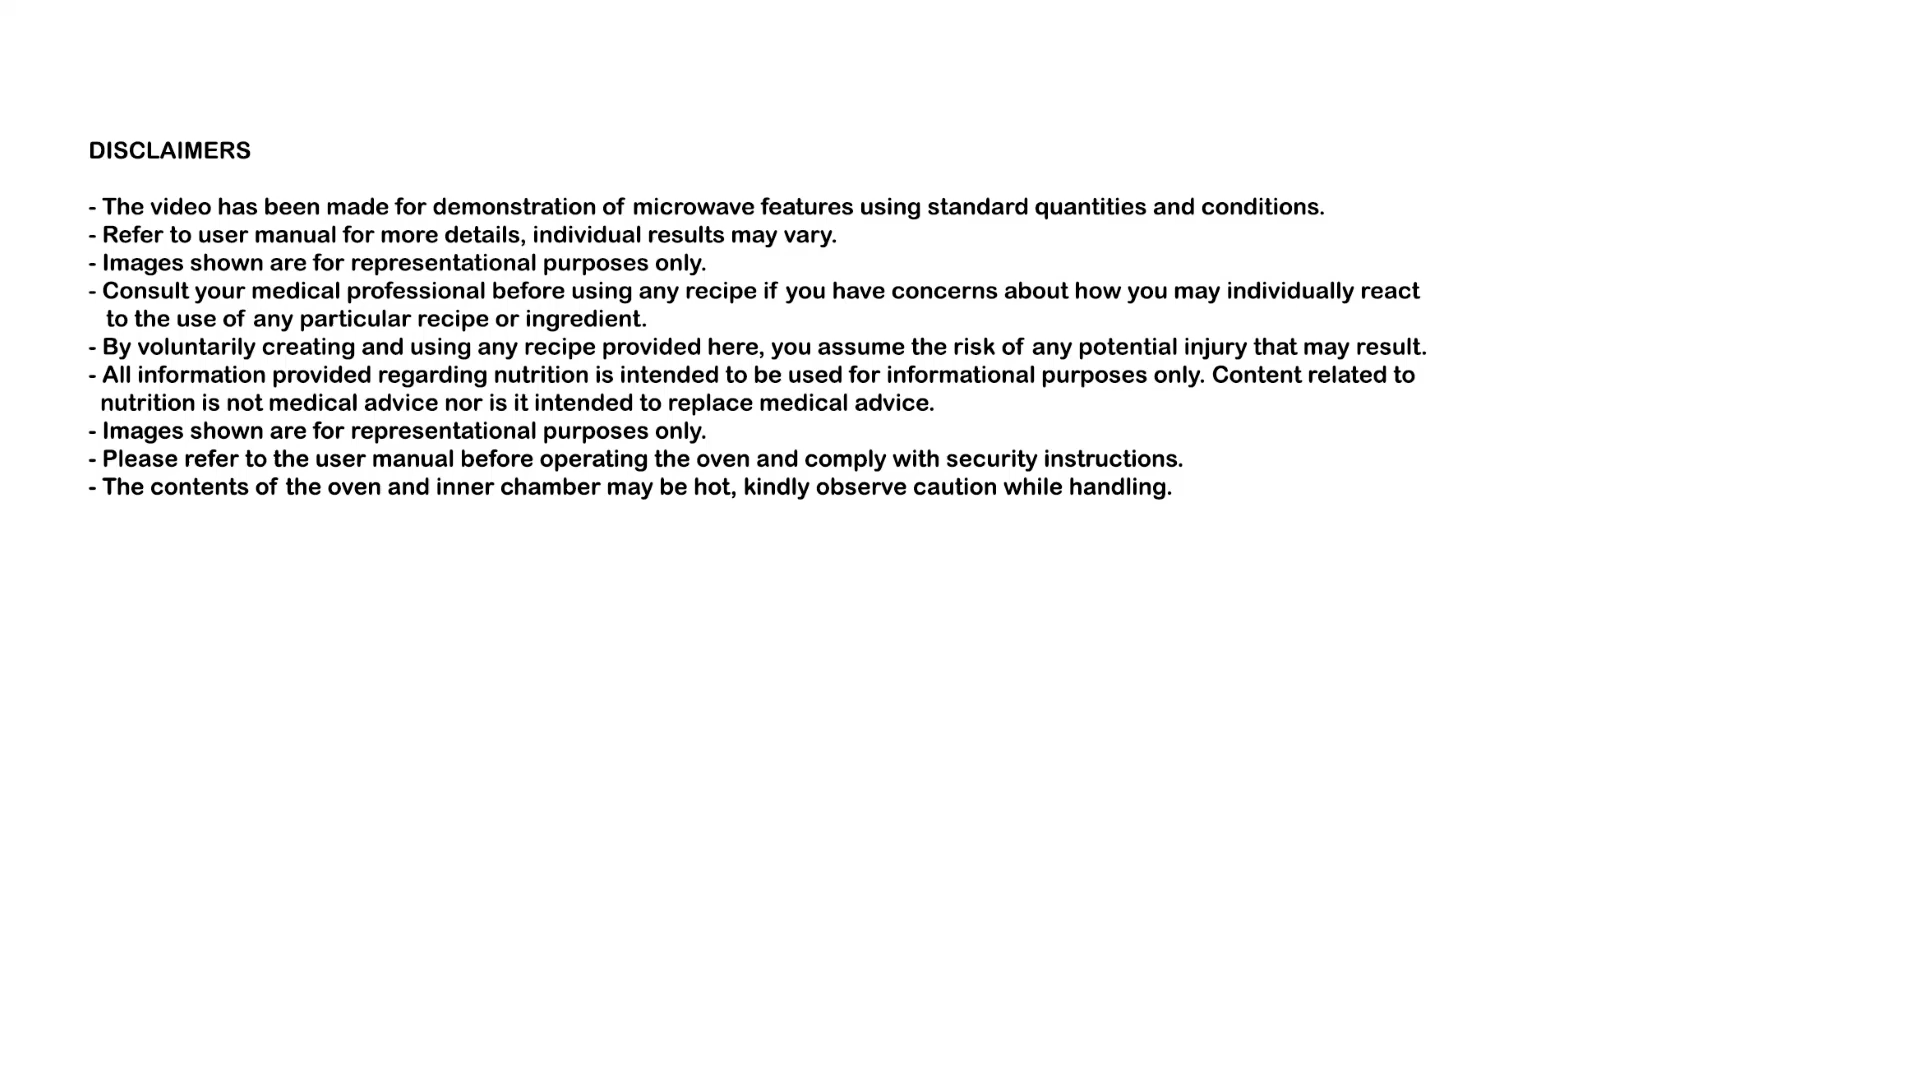 DISCLAIMERS
- The video has been made for demonstration of microwave features using standard quantities and conditions.
- Refer to user manual for more details, individual results may vary.
- Images shown are for representational purposes only.
- Consult your medical professional before using any recipe if you have concerns about how you may individually react
to the use of any particular recipe or ingredient.
- By voluntarily creating and using any recipe provided here, you assume the risk of any potential injury that may result.
- All information provided regarding nutrition is intended to be used for informational purposes only. Content related to
nutrition is not medical advice nor is it intended to replace medical advice.
- Images shown are for representational purposes only.
- Please refer to the user manual before operating the oven and comply with security instructions.
- The contents of the oven and inner chamber may be hot, kindly observe caution while handling.